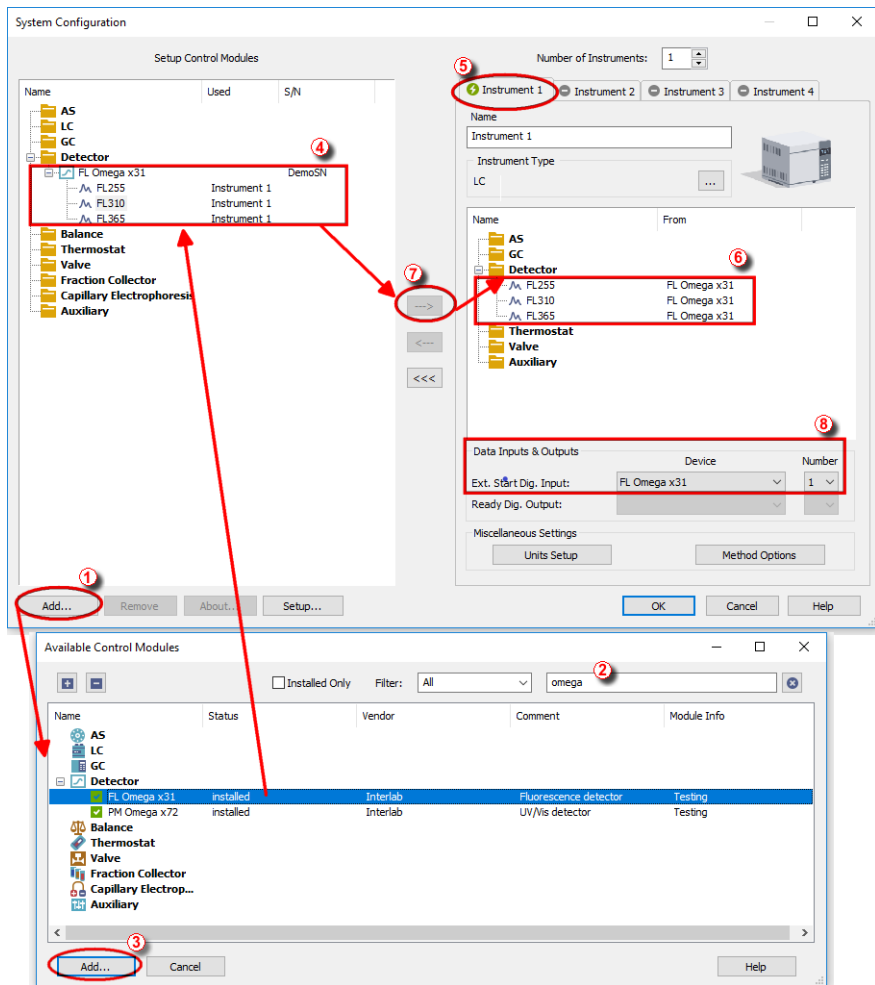 System Configuration
Setup Control Modules
Number of Instruments: 1
5
Instrument 1 Instrument 2 Instrument 3 Instrument 4
Name Used S/N
AS
LC
GC
Detector
4
FL Omega x31 DemoSN
FL255 Instrument 1
FL310 Instrument 1
FL365 Instrument 1
Balance
Thermostat
Valve
Fraction Collector
Capillary Electrophoresis
Auxiliary
7
--->
<---
<<<
Name
Instrument 1
Instrument Type
LC ...
Name From
AS
GC
Detector
6
FL255 FL Omega x31
FL310 FL Omega x31
FL365 FL Omega x31
Thermostat
Valve
Auxiliary
8
Data Inputs & Outputs
Device Number
Ext. Start Dig. Input: FL Omega x31 1
Ready Dig. Output:
Miscellaneous Settings
Units Setup Method Options
1
Add... Remove About... Setup...
OK Cancel Help
Available Control Modules
2
Installed Only Filter: All omega
Name Status Vendor Comment Module Info
AS
LC
GC
Detector
FL Omega x31 installed Interlab Fluorescence detector Testing
PM Omega x72 installed Interlab UV/Vis detector Testing
Balance
Thermostat
Valve
Fraction Collector
Capillary Electrop...
Auxiliary
3
Add... Cancel Help